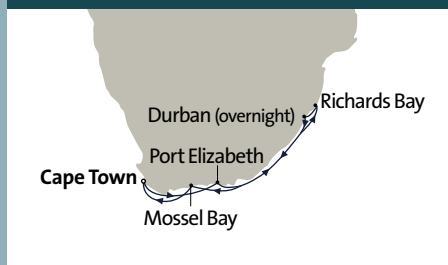 Richards Bay
Durban (overnight)
Port Elizabeth
Cape Town
Mossel Bay